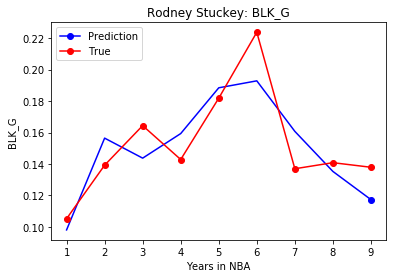 Rodney Stuckey: BLK_G
Prediction
True
0.22
0.20
0.18
0.16
0.14
0.12
0.10
BLK_G
1 2 3 4 5 6 7 8 9
Years in NBA